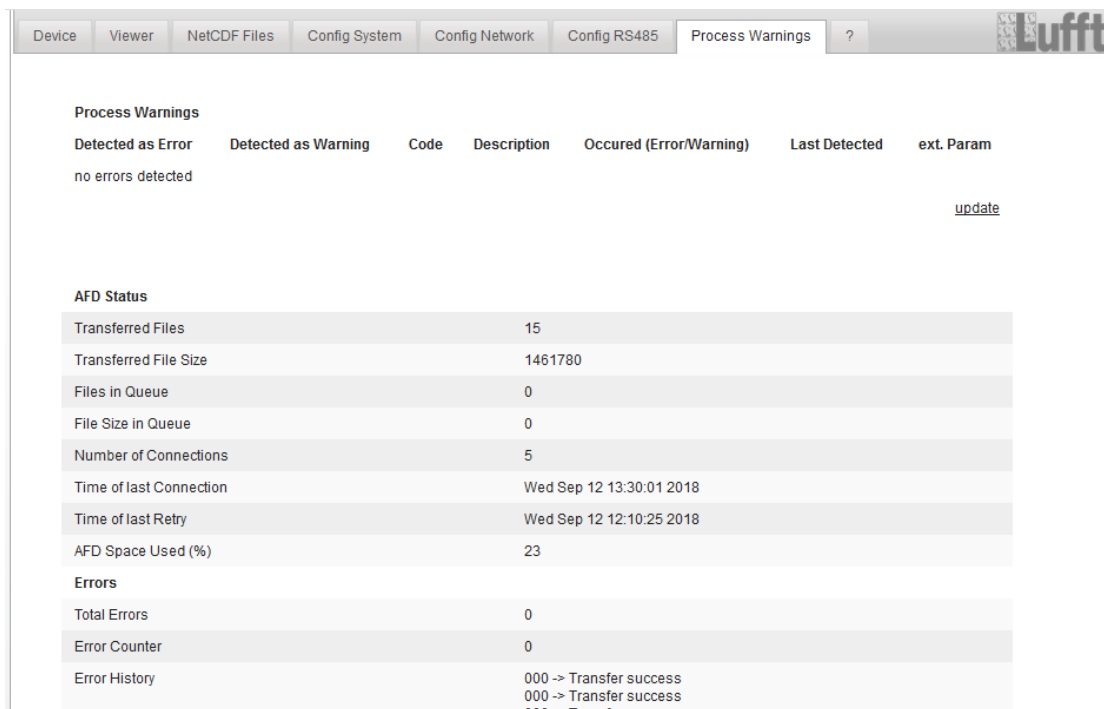 Device Viewer NetCDF Files Config System Config Network Config RS485 Process Warnings ? Lufft
Process Warnings
Detected as Error Detected as Warning Code Description Occured (Error/Warning) Last Detected ext. Param
no errors detected
update
AFD Status
Transferred Files 15
Transferred File Size 1461780
Files in Queue 0
File Size in Queue 0
Number of Connections 5
Time of last Connection Wed Sep 12 13:30:01 2018
Time of last Retry Wed Sep 12 12:10:25 2018
AFD Space Used (%) 23
Errors
Total Errors 0
Error Counter 0
Error History 000 -> Transfer success
000 -> Transfer success